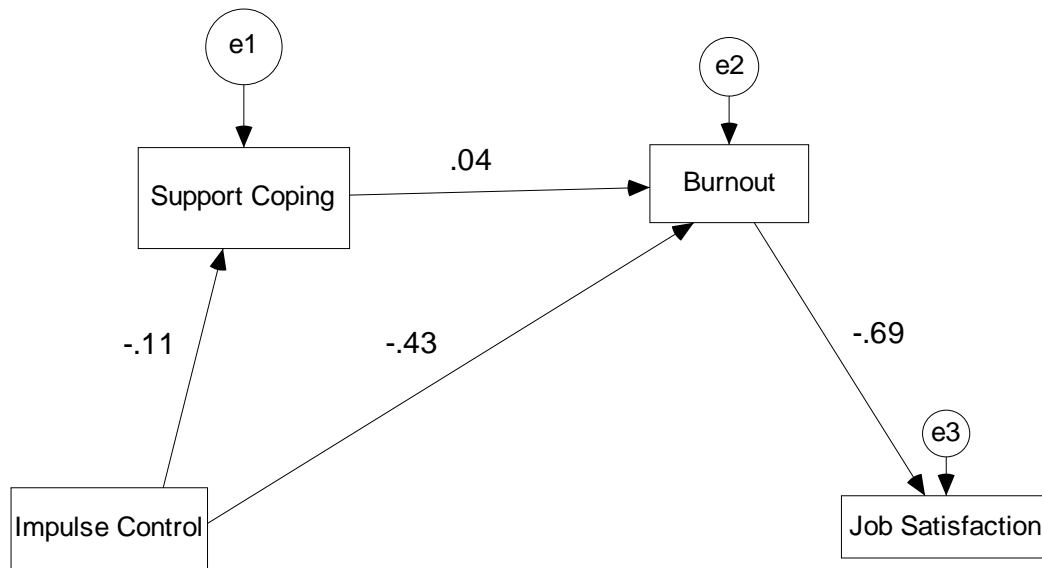 e1
e2
.04
Support Coping
Burnout
-.11
-.43
-.69
e3
Impulse Control
Job Satisfaction